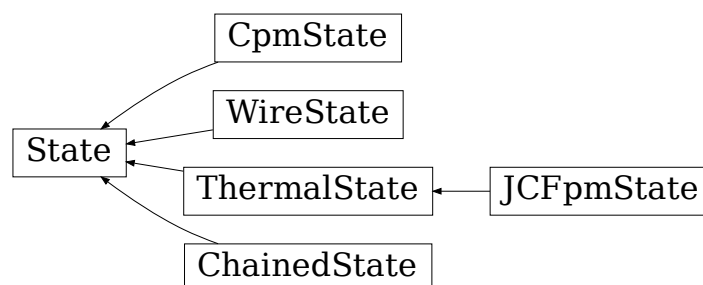 CpmState
WireState
State
ThermalState
JCFpmState
ChainedState